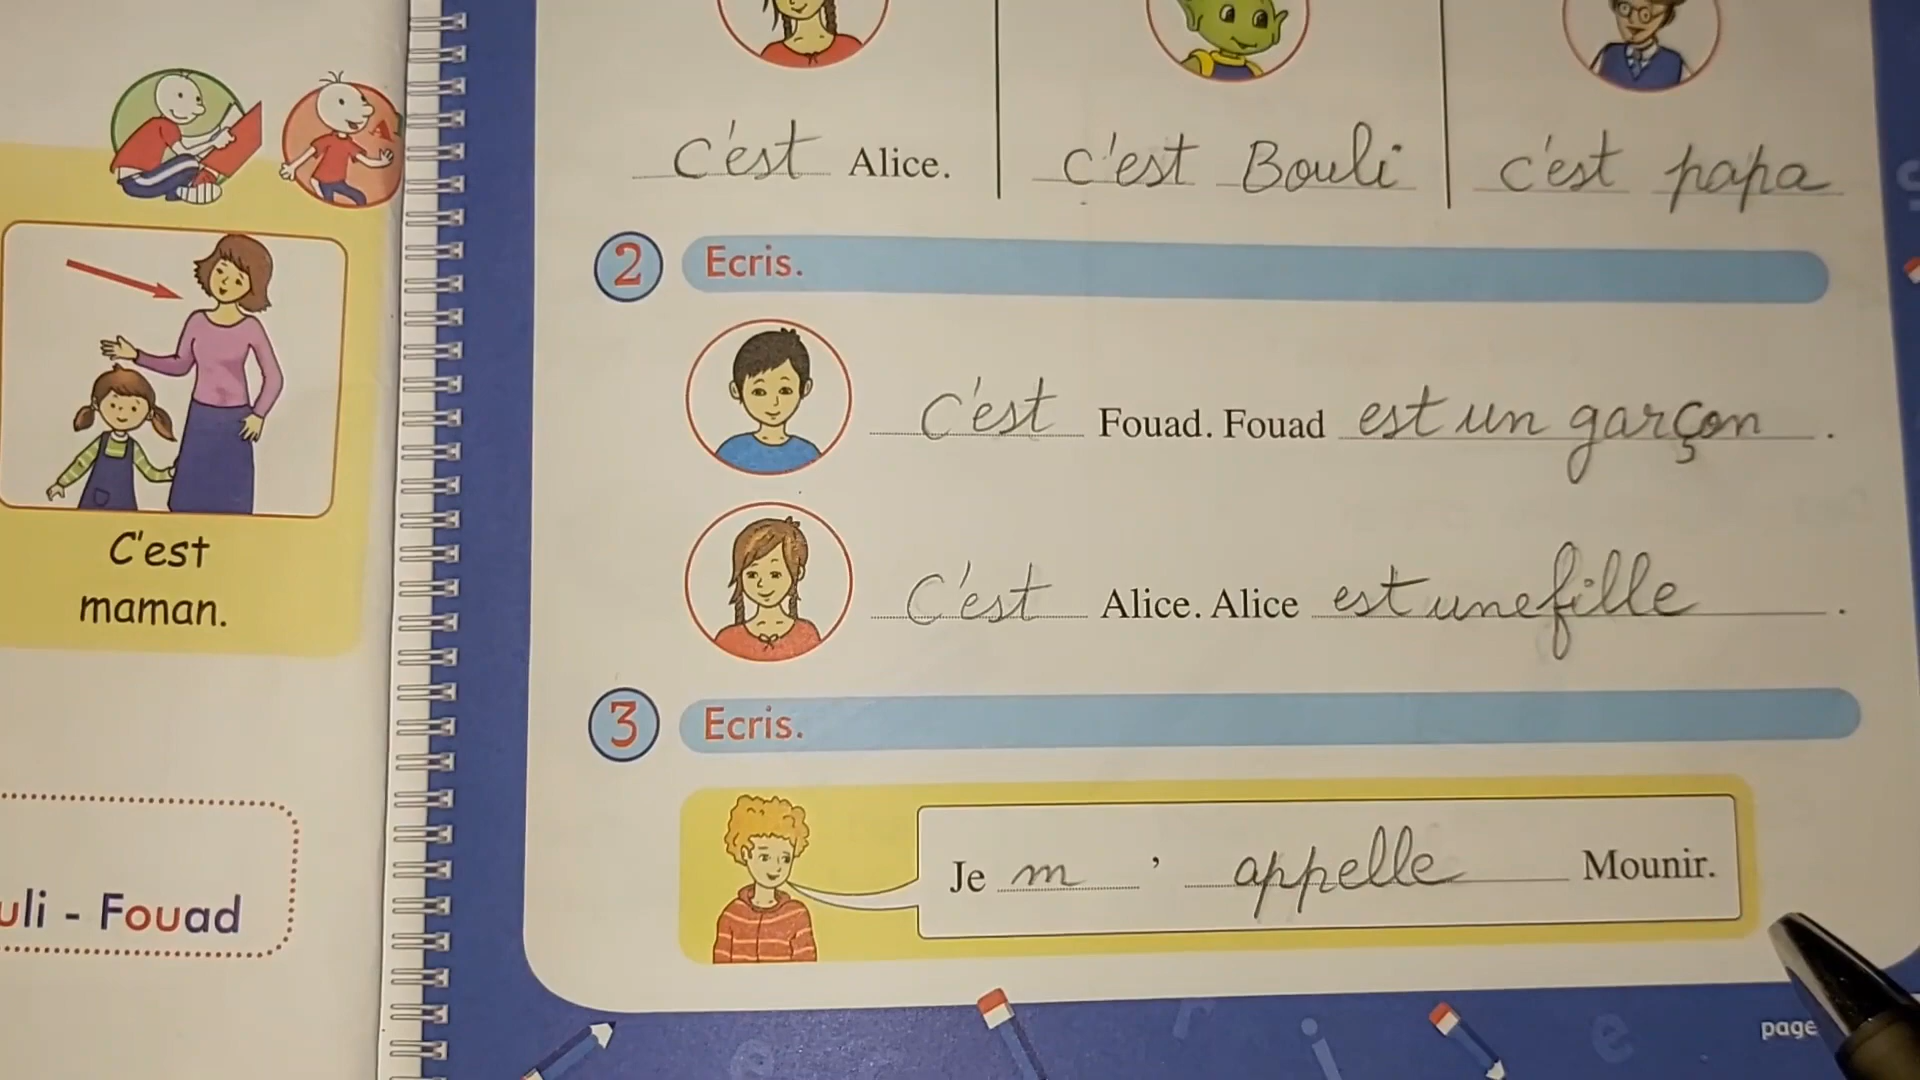 C'est
maman.
uli - Fouad
c'est Alice.
c'est Bouli
c'est papa
2 Ecris.
C'est Fouad. Fouad est un garçon.
C'est Alice. Alice est une fille.
3 Ecris.
Je m ' appelle Mounir.
page